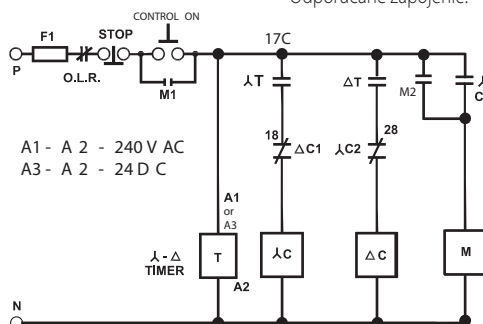 Odporúčané zapojenie:
CONTROL ON
F1
STOP
17C
P
O.L.R.
M1
⅄T
ΔT
M2
⅄
C
18
ΔC1
28
⅄C2
A1 - A 2 - 240 V AC
A3 - A 2 - 24 D C
A1
or
A3
⅄ - Δ
TIMER
T
A2
⅄C
ΔC
M
N